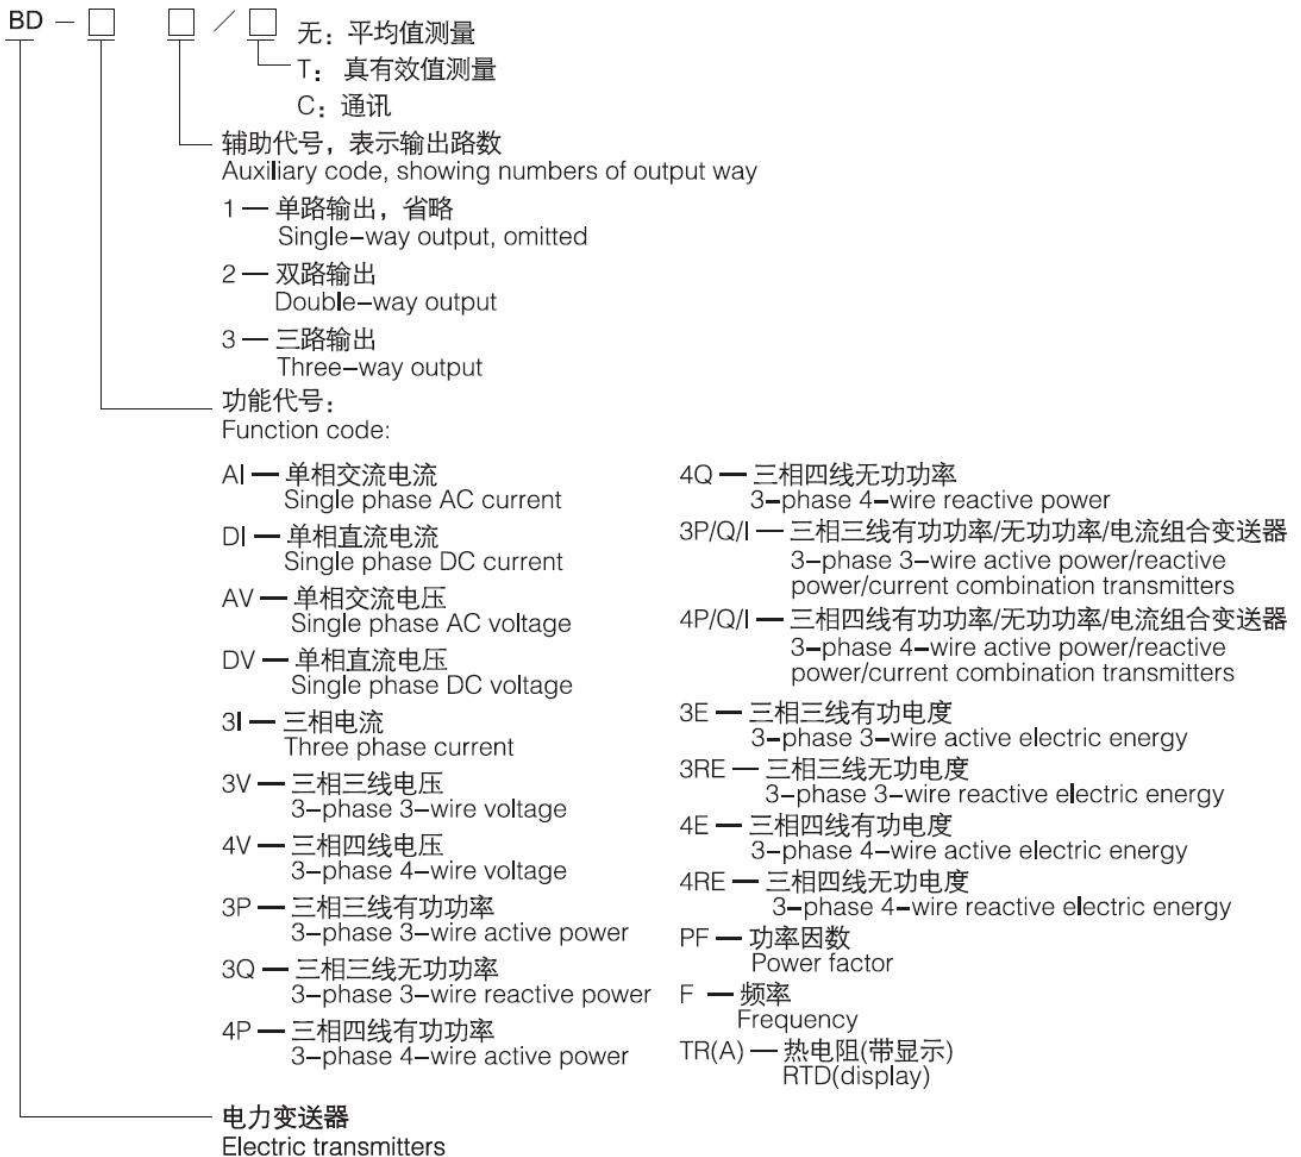 BD – □ □ / □ 无：平均值测量
T：真有效值测量
C：通讯
辅助代号，表示输出路数
Auxiliary code, showing numbers of output way
1 — 单路输出，省略
Single–way output, omitted
2 — 双路输出
Double–way output
3 — 三路输出
Three–way output
功能代号：
Function code:
AI — 单相交流电流
Single phase AC current
DI — 单相直流电流
Single phase DC current
AV — 单相交流电压
Single phase AC voltage
DV — 单相直流电压
Single phase DC voltage
3I — 三相电流
Three phase current
3V — 三相三线电压
3–phase 3–wire voltage
4V — 三相四线电压
3–phase 4–wire voltage
3P — 三相三线有功功率
3–phase 3–wire active power
3Q — 三相三线无功功率
3–phase 3–wire reactive power
4P — 三相四线有功功率
3–phase 4–wire active power
4Q — 三相四线无功功率
3–phase 4–wire reactive power
3P/Q/I — 三相三线有功功率/无功功率/电流组合变送器
3–phase 3–wire active power/reactive
power/current combination transmitters
4P/Q/I — 三相四线有功功率/无功功率/电流组合变送器
3–phase 4–wire active power/reactive
power/current combination transmitters
3E — 三相三线有功电度
3–phase 3–wire active electric energy
3RE — 三相三线无功电度
3–phase 3–wire reactive electric energy
4E — 三相四线有功电度
3–phase 4–wire active electric energy
4RE — 三相四线无功电度
3–phase 4–wire reactive electric energy
PF — 功率因数
Power factor
F — 频率
Frequency
TR(A) — 热电阻(带显示)
RTD(display)
电力变送器
Electric transmitters